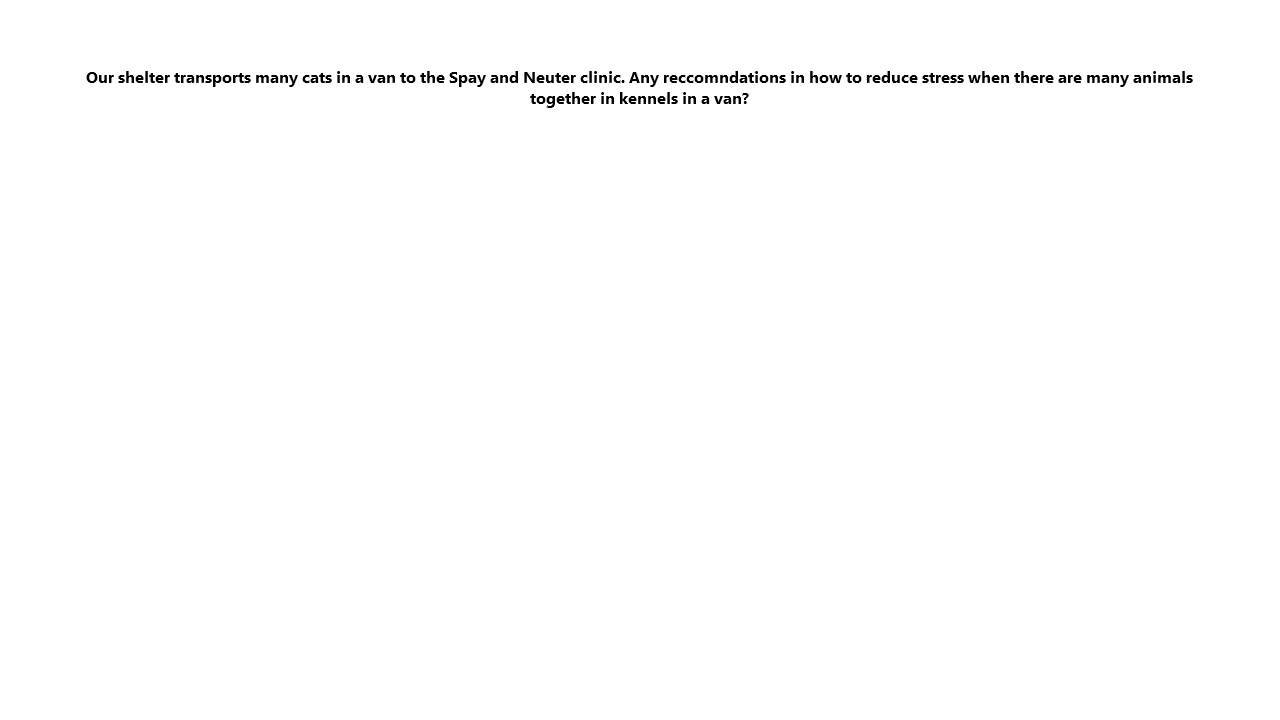 Our shelter transports many cats in a van to the Spay and Neuter clinic. Any reccomndations in how to reduce stress when there are many animals
together in kennels in a van?